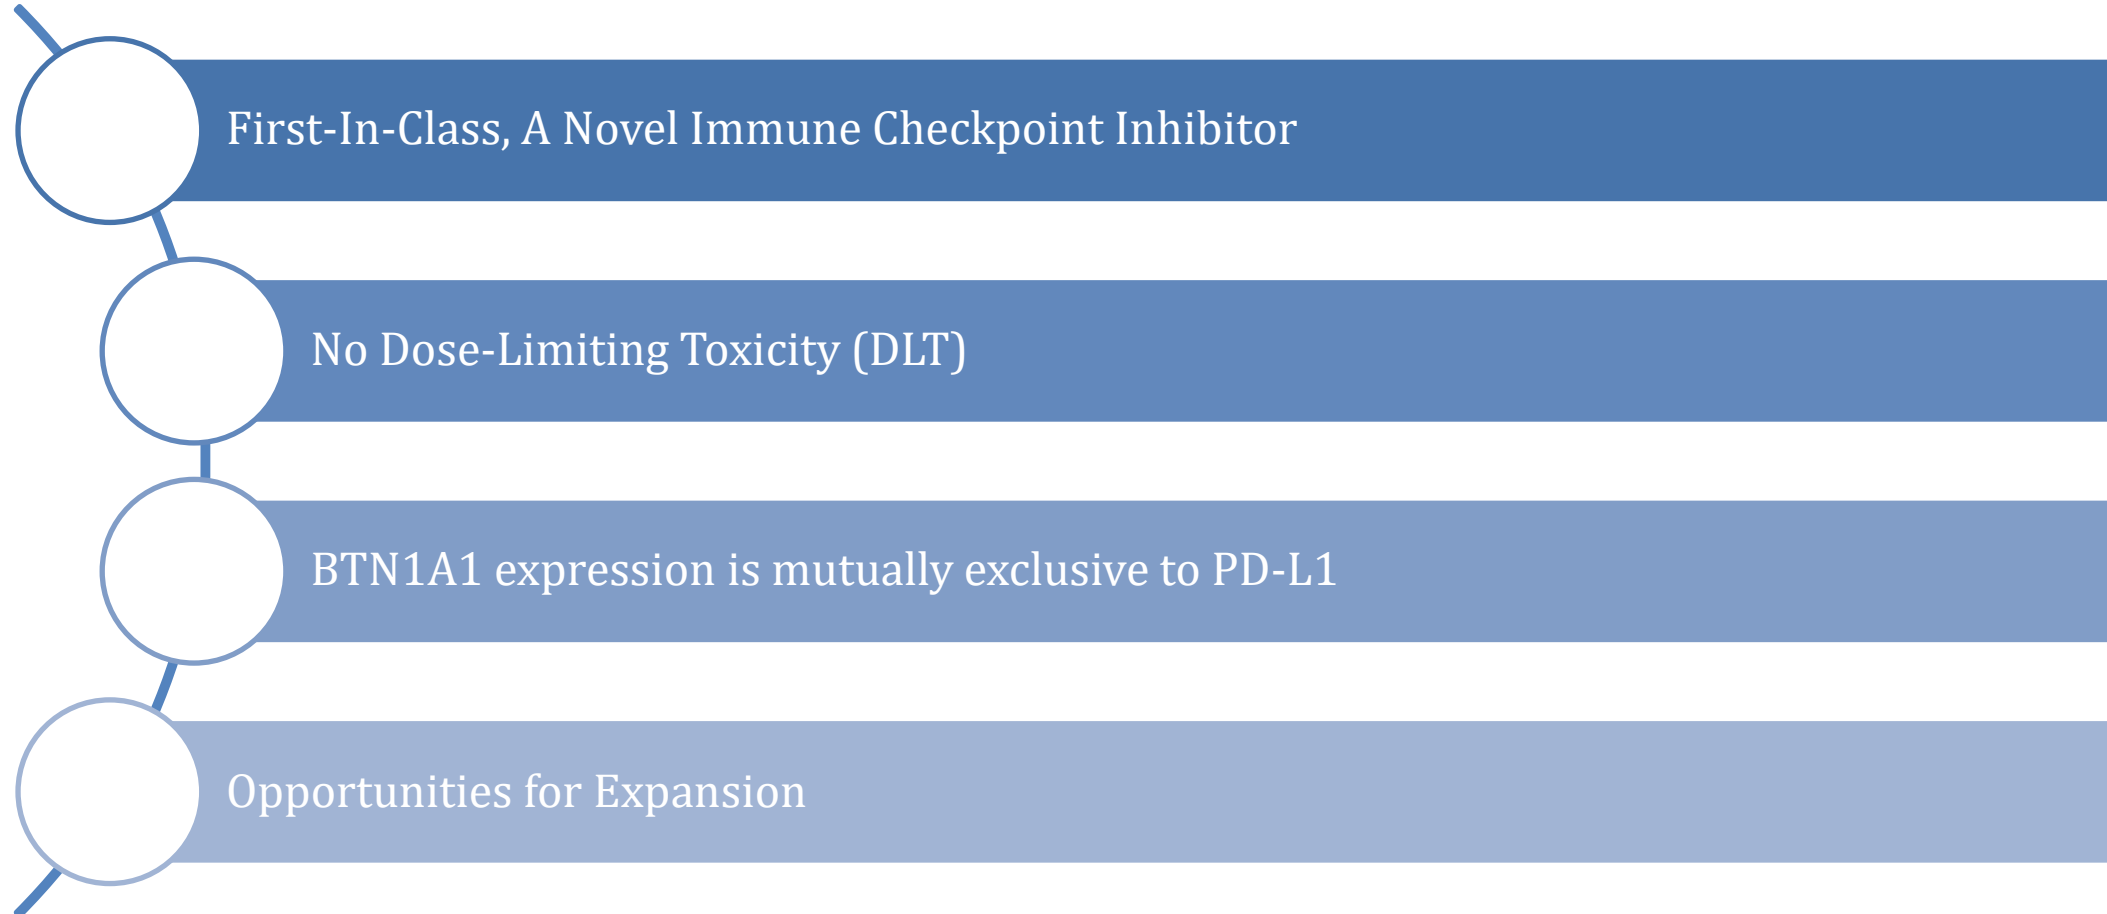 First-In-Class, A Novel Immune Checkpoint Inhibitor
No Dose-Limiting Toxicity (DLT)
BTN1A1 expression is mutually exclusive to PD-L1
Opportunities for Expansion